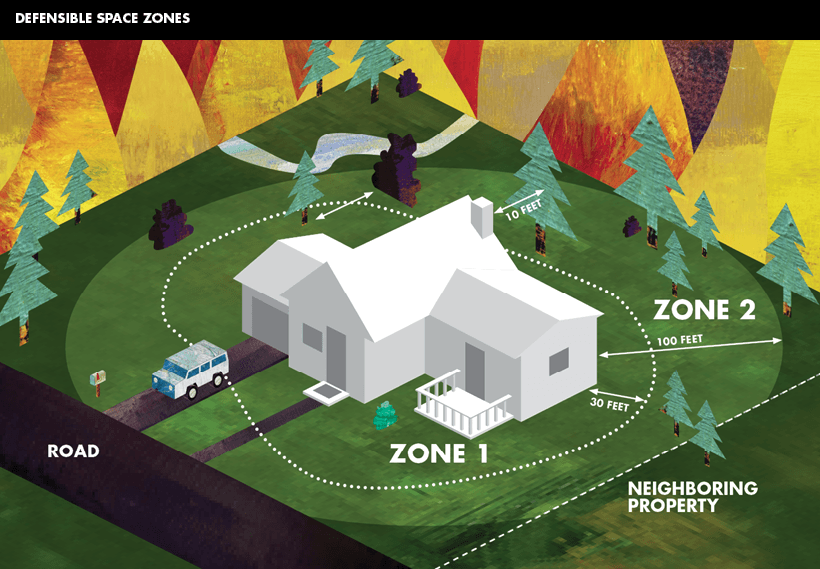 DEFENSIBLE SPACE ZONES
10 FEET
ZONE 2
100 FEET
30 FEET
ZONE 1
ROAD
NEIGHBORING
PROPERTY